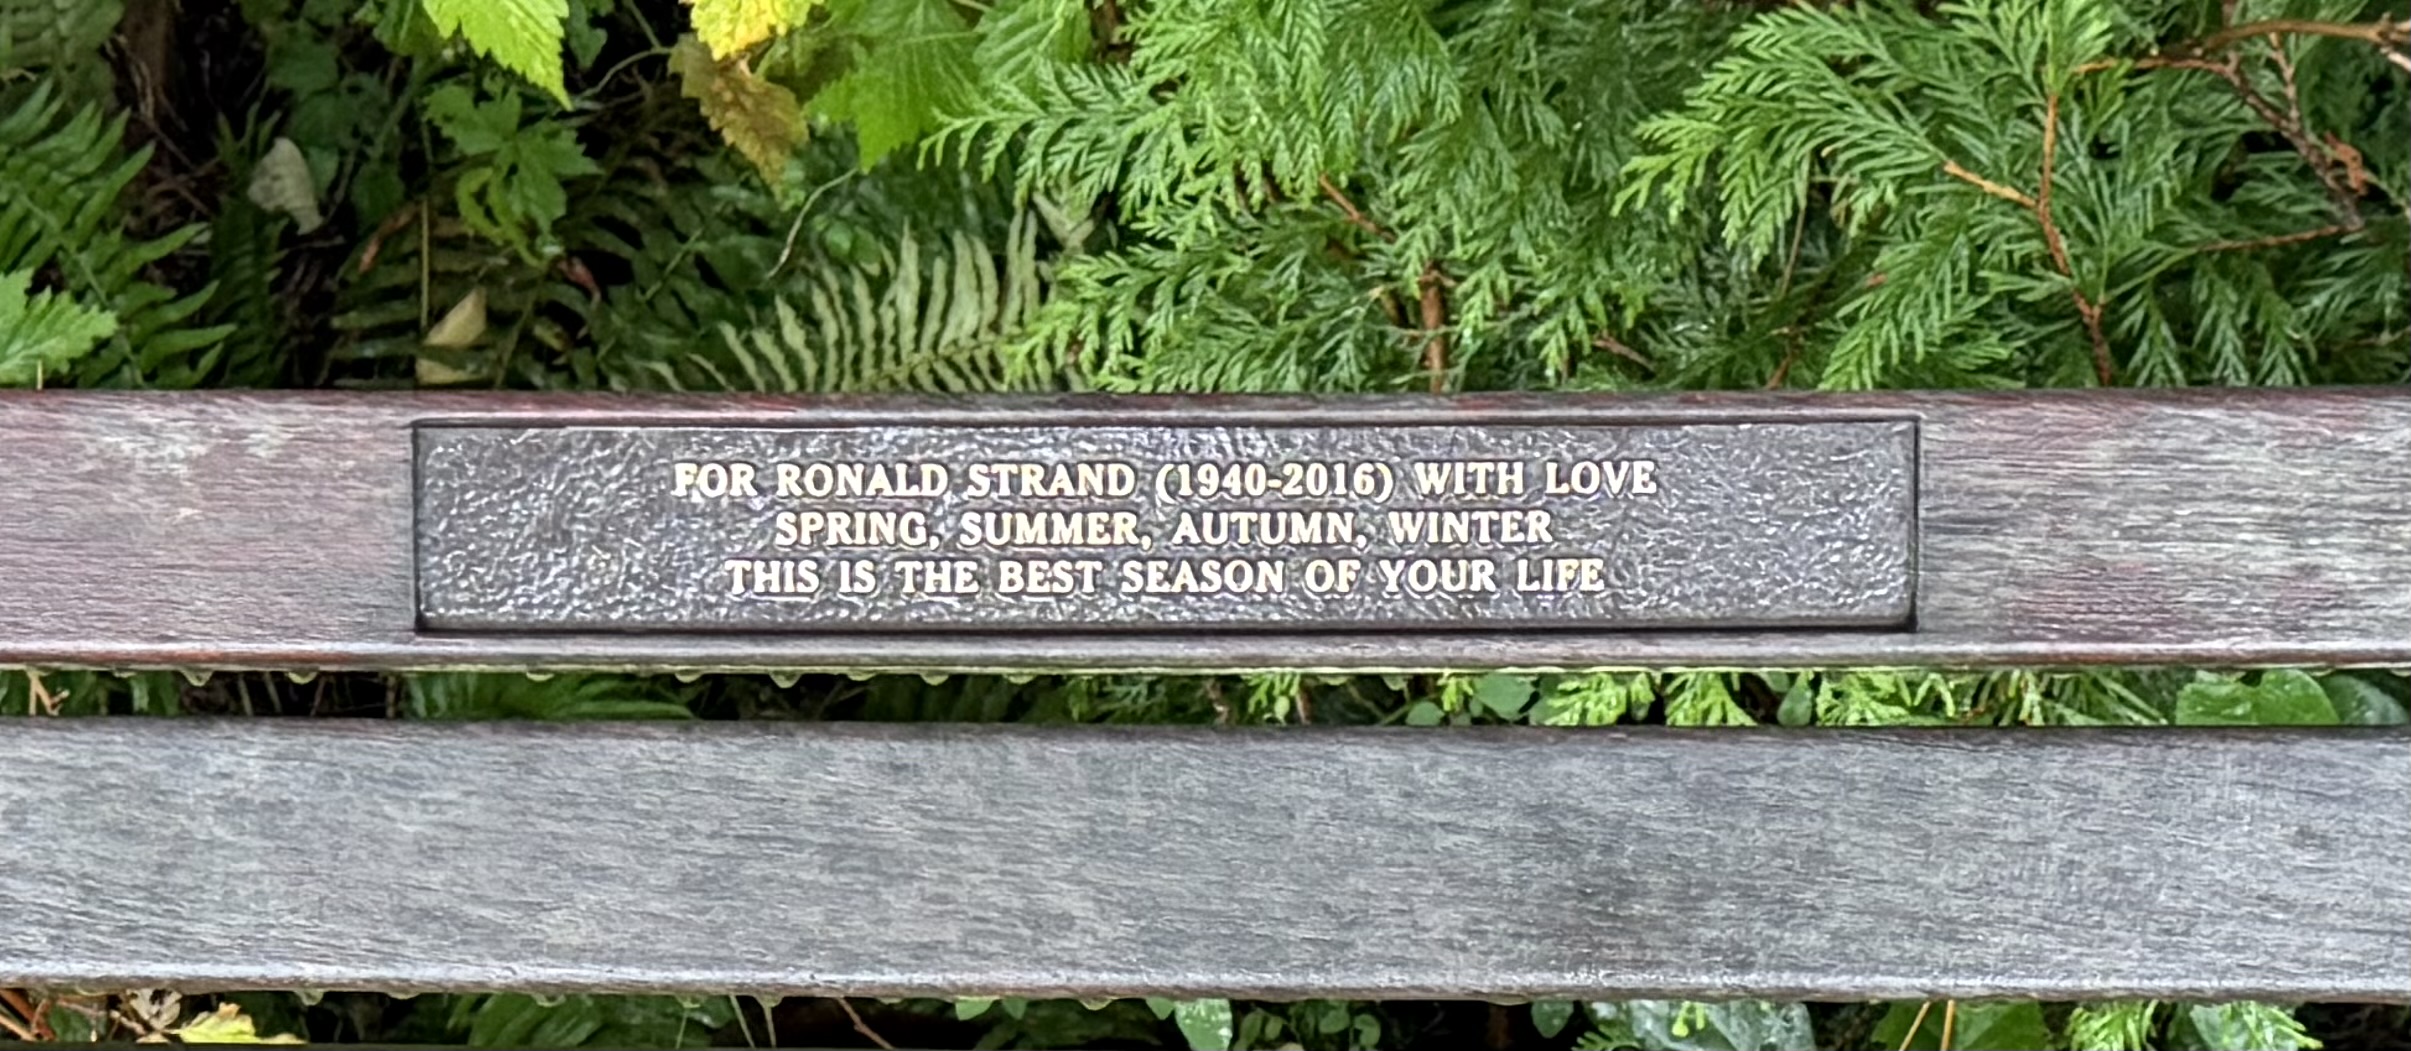 FOR RONALD STRAND (1940-2016) WITH LOVE
SPRING, SUMMER, AUTUMN, WINTER
THIS IS THE BEST SEASON OF YOUR LIFE